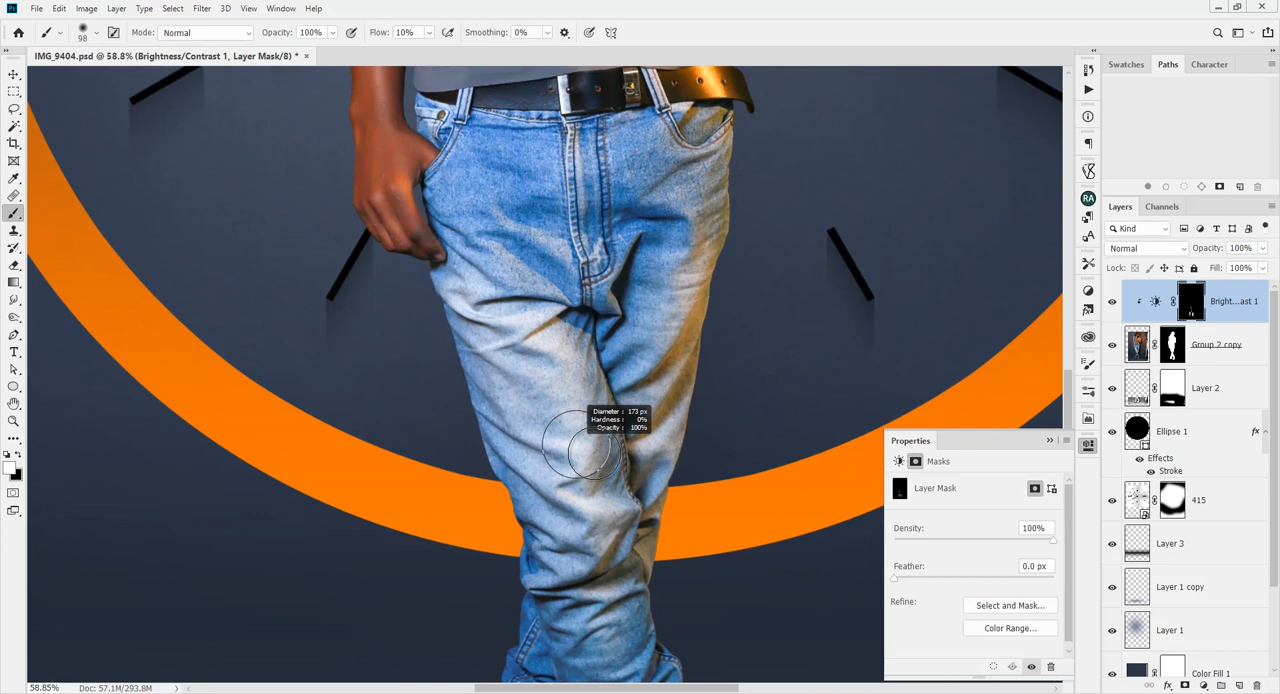 File Edit Image Layer Type Select Filter 3D View Window Help
98 Mode: Normal Opacity: 100% Flow: 10% Smoothing: 0%
IMG_9404.psd @ 58.8% (Brightness/Contrast 1, Layer Mask/8) * ×
Swatches Paths Character
RA
Layers Channels
Kind
Normal Opacity: 100%
Lock: Fill: 100%
Bright...ast 1
Group 2 copy
Layer 2
Ellipse 1 fx
Effects
Stroke
415
Layer 3
Layer 1 copy
Layer 1
Color Fill 1
Diameter : 173 px
Hardness : 0%
Opacity : 100%
Properties
Masks
Layer Mask
Density: 100%
Feather: 0.0 px
Refine: Select and Mask...
Color Range...
58.85% Doc: 57.1M/293.8M